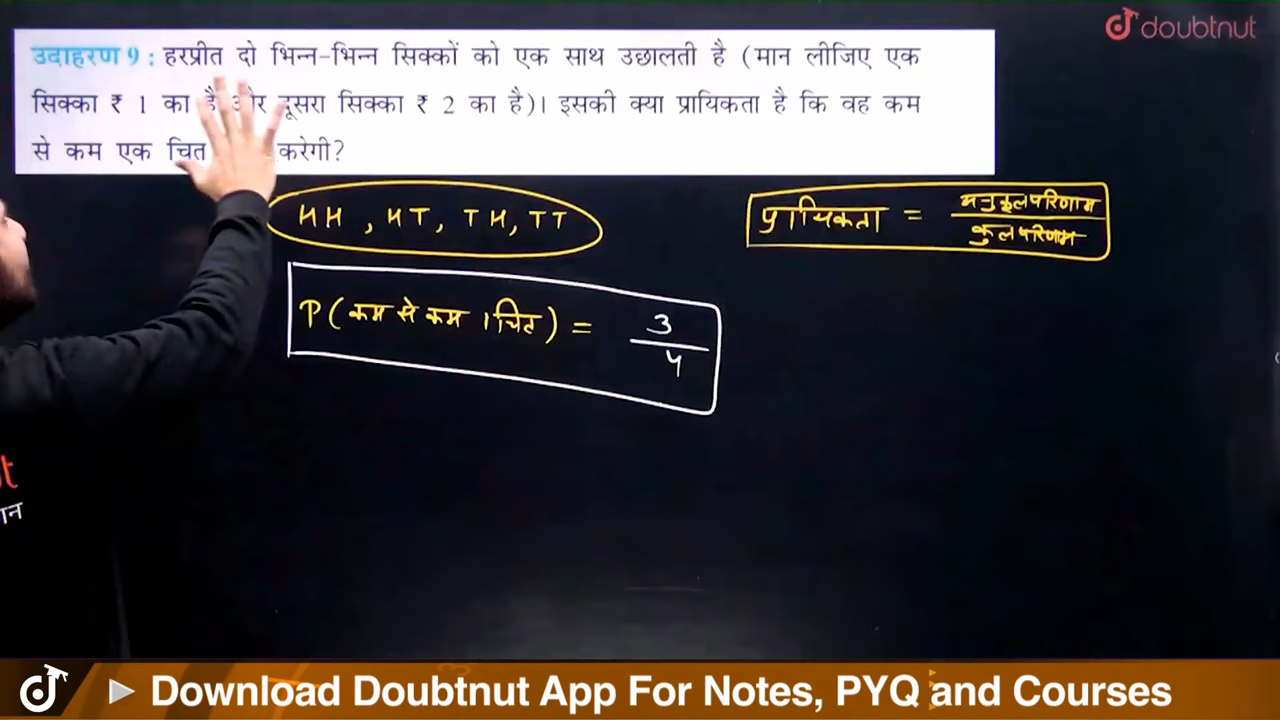 doubtnut
उदाहरण 9 : हरप्रीत दो भिन्न-भिन्न सिक्कों को एक साथ उछालती है (मान लीजिए एक
सिक्का ₹ 1 का है और दूसरा सिक्का ₹ 2 का है)। इसकी क्या प्रायिकता है कि वह कम
से कम एक चित करेगी?
HH , HT, TH, TT
प्रायिकता = अनुकूल परिणाम
कुल परिणाम
P ( कम से कम 1 चित ) = 3
4
Download Doubtnut App For Notes, PYQ and Courses